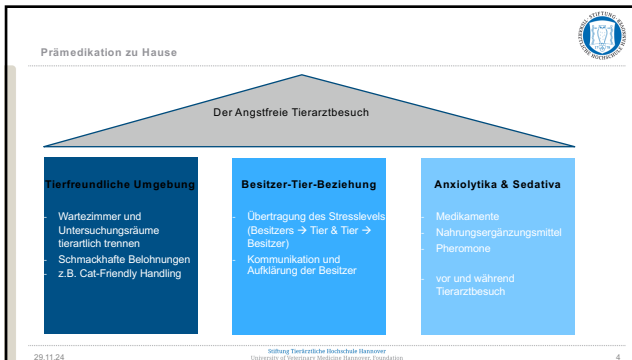 Prämedikation zu Hause
Der Angstfreie Tierarztbesuch
Tierfreundliche Umgebung
- Wartezimmer und
Untersuchungsräume
tierartlich trennen
- Schmackhafte Belohnungen
- z.B. Cat-Friendly Handling
Besitzer-Tier-Beziehung
- Übertragung des Stresslevels
(Besitzers → Tier & Tier →
Besitzer)
- Kommunikation und
Aufklärung der Besitzer
Anxiolytika & Sedativa
- Medikamente
- Nahrungsergänzungsmittel
- Pheromone
- vor und während
Tierarztbesuch
29.11.24
Stiftung Tierärztliche Hochschule Hannover
University of Veterinary Medicine Hannover, Foundation
4